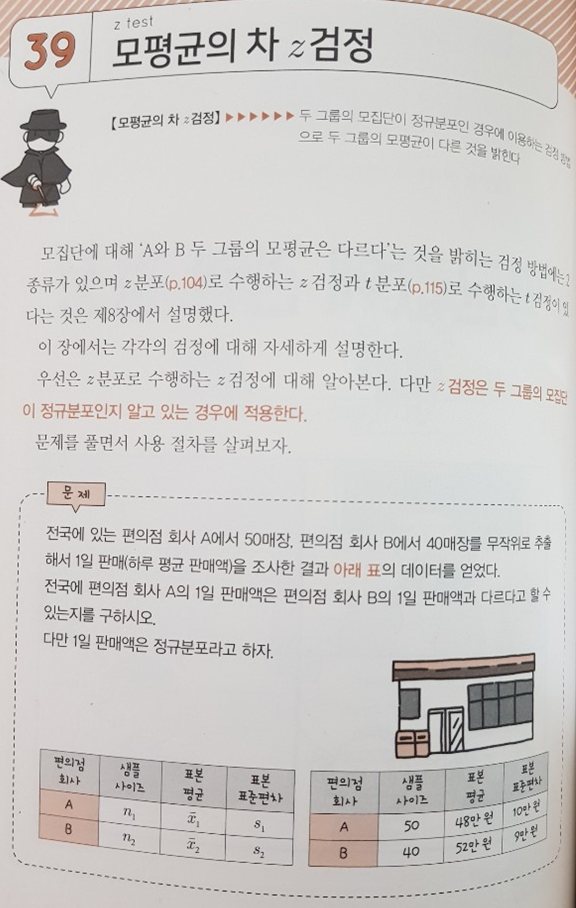 z test
39 모평균의 차 z 검정
【모평균의 차 z검정】 ▶▶▶▶▶▶ 두 그룹의 모집단이 정규분포인 경우에 이용하는 검정 방법
으로 두 그룹의 모평균이 다른 것을 밝힌다
모집단에 대해 ‘A와 B 두 그룹의 모평균은 다르다’는 것을 밝히는 검정 방법에는 2
종류가 있으며 z분포(p.104)로 수행하는 z검정과 t분포(p.115)로 수행하는 t검정이 있
다는 것은 제8장에서 설명했다.
이 장에서는 각각의 검정에 대해 자세하게 설명한다.
우선은 z분포로 수행하는 z검정에 대해 알아본다. 다만 z검정은 두 그룹의 모집단
이 정규분포인지 알고 있는 경우에 적용한다.
문제를 풀면서 사용 절차를 살펴보자.
문제
전국에 있는 편의점 회사 A에서 50매장, 편의점 회사 B에서 40매장를 무작위로 추출
해서 1일 판매(하루 평균 판매액)을 조사한 결과 아래 표의 데이터를 얻었다.
전국에 편의점 회사 A의 1일 판매액은 편의점 회사 B의 1일 판매액과 다르다고 할 수
있는지를 구하시오.
다만 1일 판매액은 정규분포라고 하자.
편의점 회사 샘플 사이즈 표본 평균 표본 표준편차
A n₁ x̄₁ s₁
B n₂ x̄₂ s₂
편의점 회사 샘플 사이즈 표본 평균 표본 표준편차
A 50 48만 원 10만 원
B 40 52만 원 9만 원